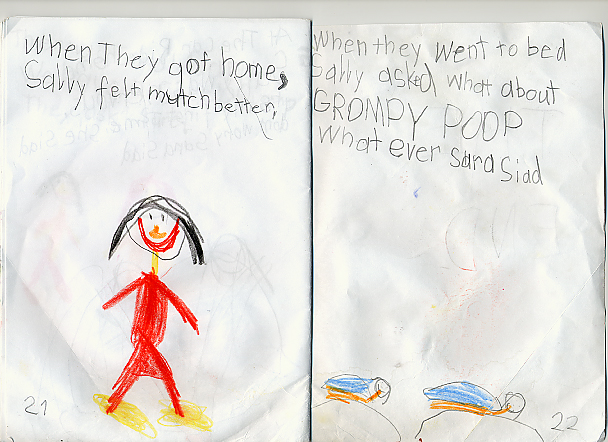 When They got home,
Sally felt mutch better,
21
When they went to bed
Sally asked what about
GROMPY POOP
what ever sara siad
22